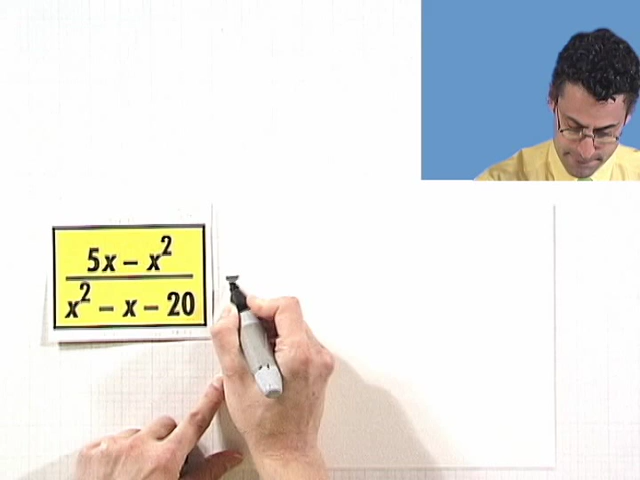 5x − x²
x² − x − 20